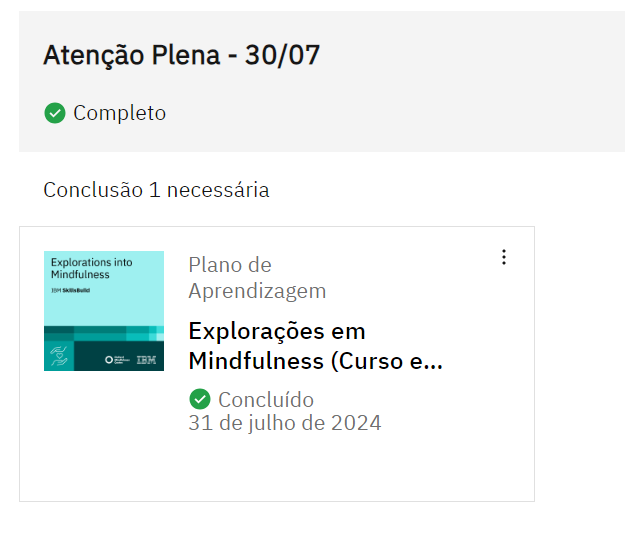 Atenção Plena - 30/07
Completo
Conclusão 1 necessária
Explorations into
Mindfulness
IBM SkillsBuild
IBM
Plano de
Aprendizagem
Explorações em
Mindfulness (Curso e...
Concluído
31 de julho de 2024